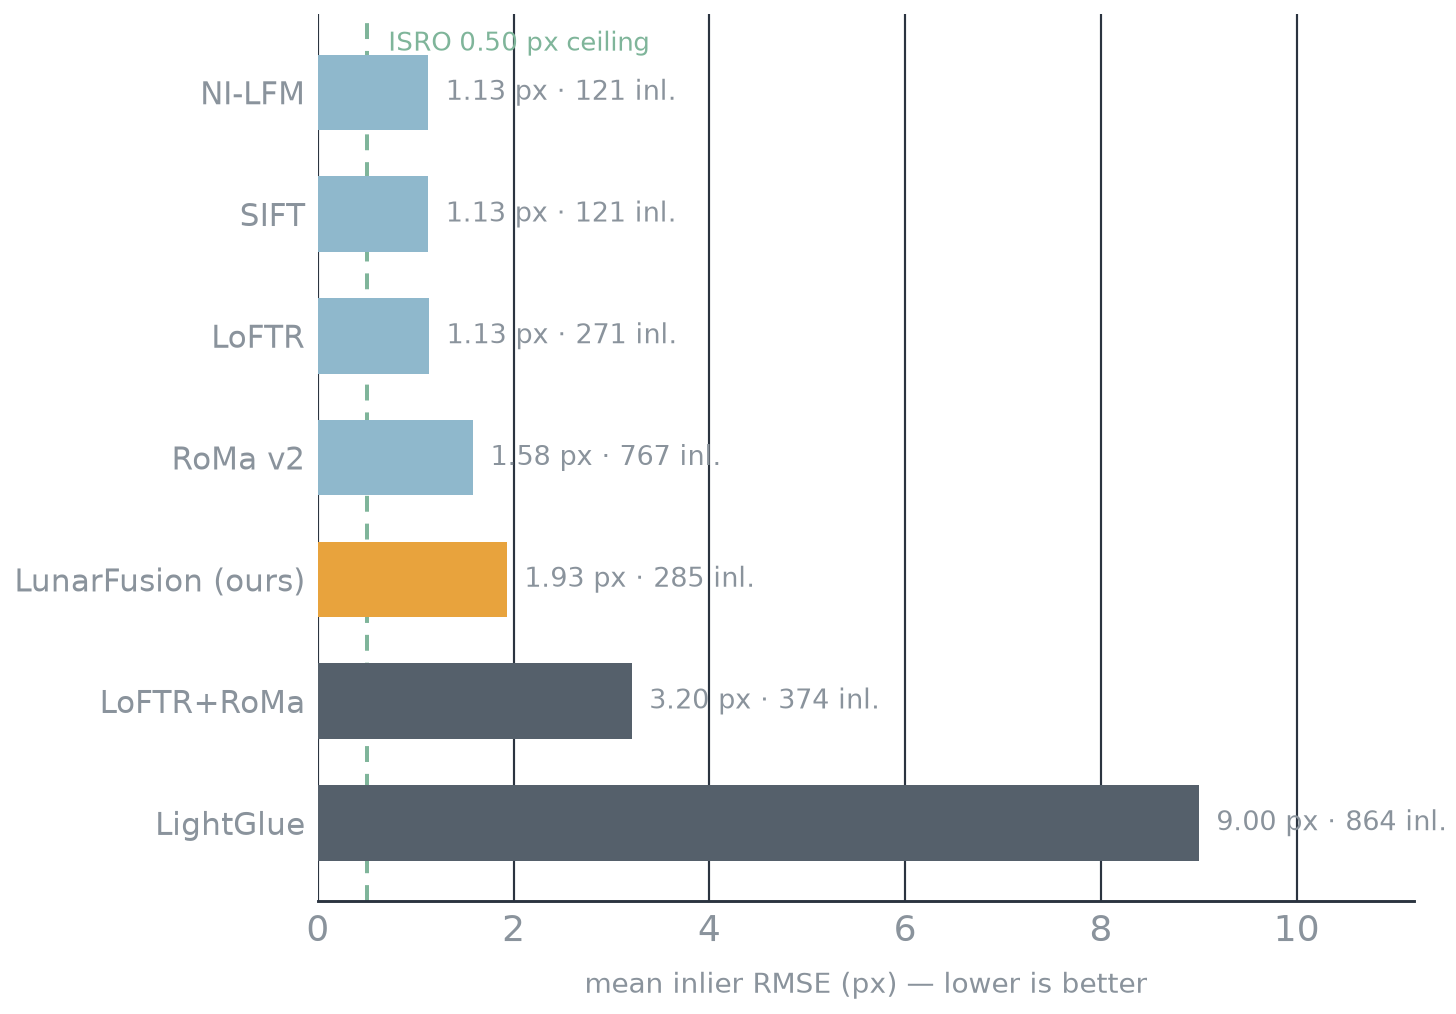 ISRO 0.50 px ceiling
NI-LFM 1.13 px · 121 inl.
SIFT 1.13 px · 121 inl.
LoFTR 1.13 px · 271 inl.
RoMa v2 1.58 px · 767 inl.
LunarFusion (ours) 1.93 px · 285 inl.
LoFTR+RoMa 3.20 px · 374 inl.
LightGlue 9.00 px · 864 inl.
0 2 4 6 8 10
mean inlier RMSE (px) — lower is better